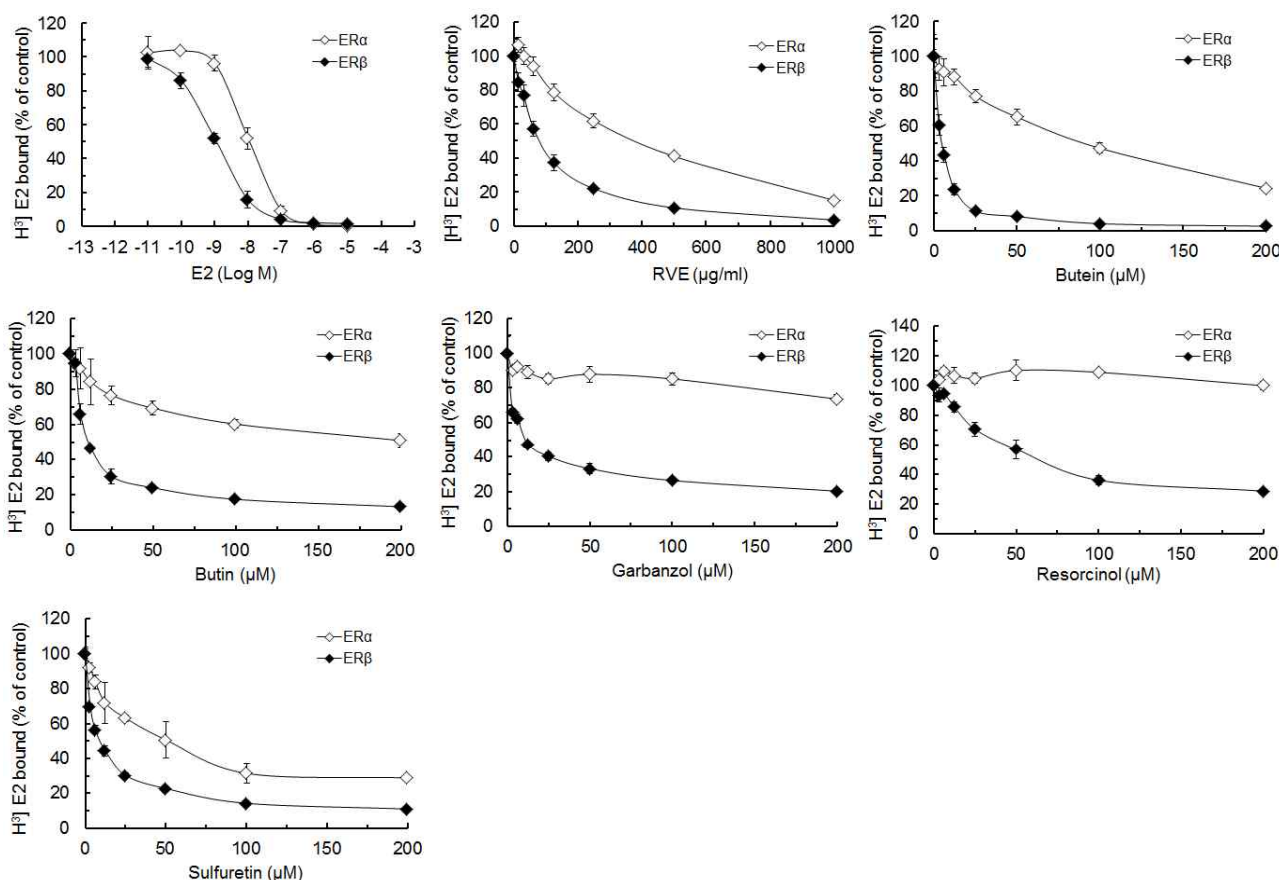 H³] E2 bound (% of control)
120
100
80
60
40
20
0
ERα
ERβ
-13 -11 -10 -9 -8 -7 -6 -5 -3
E2 (Log M)
[H³] E2 bound (% of control)
120
100
80
60
40
20
0
ERα
ERβ
0 200 400 600 800 1000
RVE (µg/ml)
H³] E2 bound (% of control)
120
100
80
60
40
20
0
ERα
ERβ
0 50 100 150 200
Butein (µM)
H³] E2 bound (% of control)
120
100
80
60
40
20
0
ERα
ERβ
0 50 100 150 200
Butin (µM)
H³] E2 bound (% of control)
120
100
80
60
40
20
0
ERα
ERβ
0 50 100 150 200
Garbanzol (µM)
H³] E2 bound (% of control)
140
120
100
80
60
40
20
0
ERα
ERβ
0 50 100 150 200
Resorcinol (µM)
H³] E2 bound (% of control)
120
100
80
60
40
20
0
ERα
ERβ
0 50 100 150 200
Sulfuretin (µM)